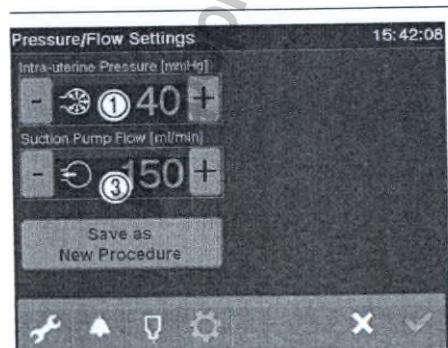 Pressure/Flow Settings 15:42:08
Intra-uterine Pressure [mmHg]
- ① 40 +
Suction Pump Flow [ml/min]
- ③ 150 +
Save as
New Procedure